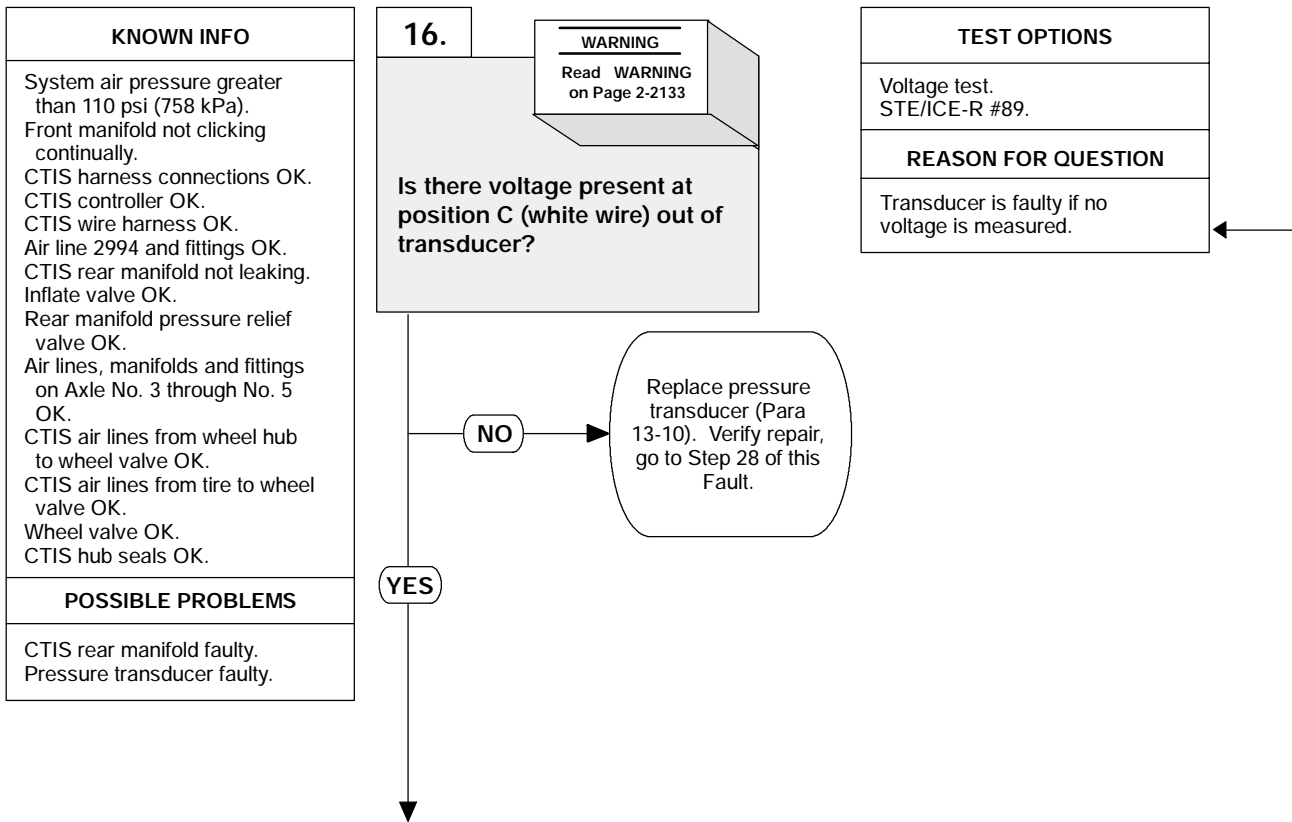 KNOWN INFO
System air pressure greater
than 110 psi (758 kPa).
Front manifold not clicking
continually.
CTIS harness connections OK.
CTIS controller OK.
CTIS wire harness OK.
Air line 2994 and fittings OK.
CTIS rear manifold not leaking.
Inflate valve OK.
Rear manifold pressure relief
valve OK.
Air lines, manifolds and fittings
on Axle No. 3 through No. 5
OK.
CTIS air lines from wheel hub
to wheel valve OK.
CTIS air lines from tire to wheel
valve OK.
Wheel valve OK.
CTIS hub seals OK.
POSSIBLE PROBLEMS
CTIS rear manifold faulty.
Pressure transducer faulty.
16.
WARNING
Read WARNING
on Page 2-2133
Is there voltage present at
position C (white wire) out of
transducer?
NO
Replace pressure
transducer (Para
13-10). Verify repair,
go to Step 28 of this
Fault.
YES
TEST OPTIONS
Voltage test.
STE/ICE-R #89.
REASON FOR QUESTION
Transducer is faulty if no
voltage is measured.